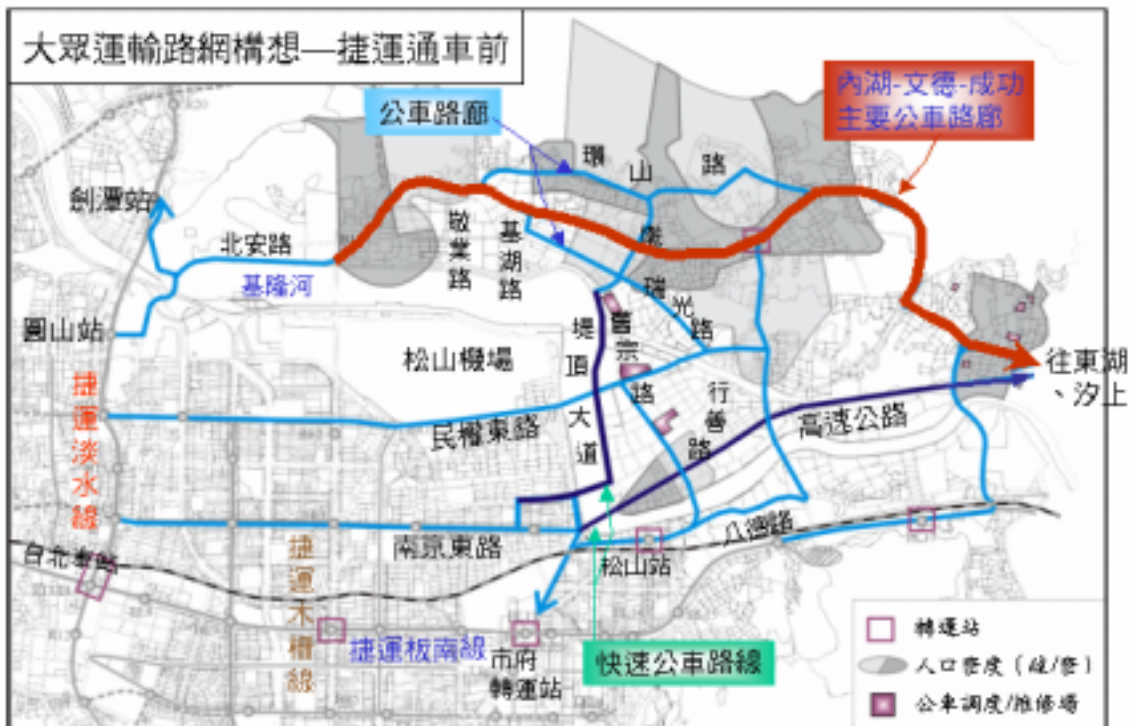 大眾運輸路網構想—捷運通車前
公車路廊
內湖-文德-成功
主要公車路廊
環山路
劍潭站
北安路
敬業路
基湖路
基隆河
瑞光路
圓山站
松山機場
堤頂大道
舊宗路
行善路
往東湖
、汐上
高速公路
民權東路
捷運淡水線
南京東路
八德路
松山站
捷運木柵線
捷運板南線
市府
轉運站
快速公車路線
轉運站
人口密度（疏/密）
公車調度/維修場